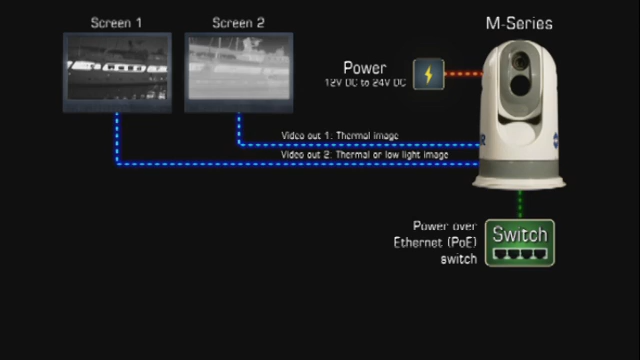 Screen 1
Screen 2
M-Series
Power
12V DC to 24V DC
Video out 1: Thermal image
Video out 2: Thermal or low light image
R
Power over
Ethernet (PoE)
switch
Switch